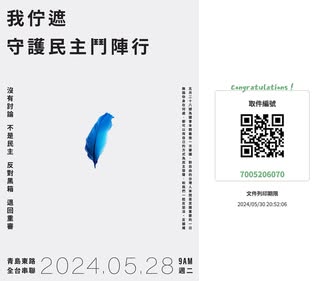 我佇遮
守護民主鬥陣行
沒有討論 不是民主 反對黑箱 退回重審
青島東路
全台串聯
2024.05.28
9AM
週二
Congratulations!
取件編號
7005206070
文件列印期限
2024/05/30 20:52:06